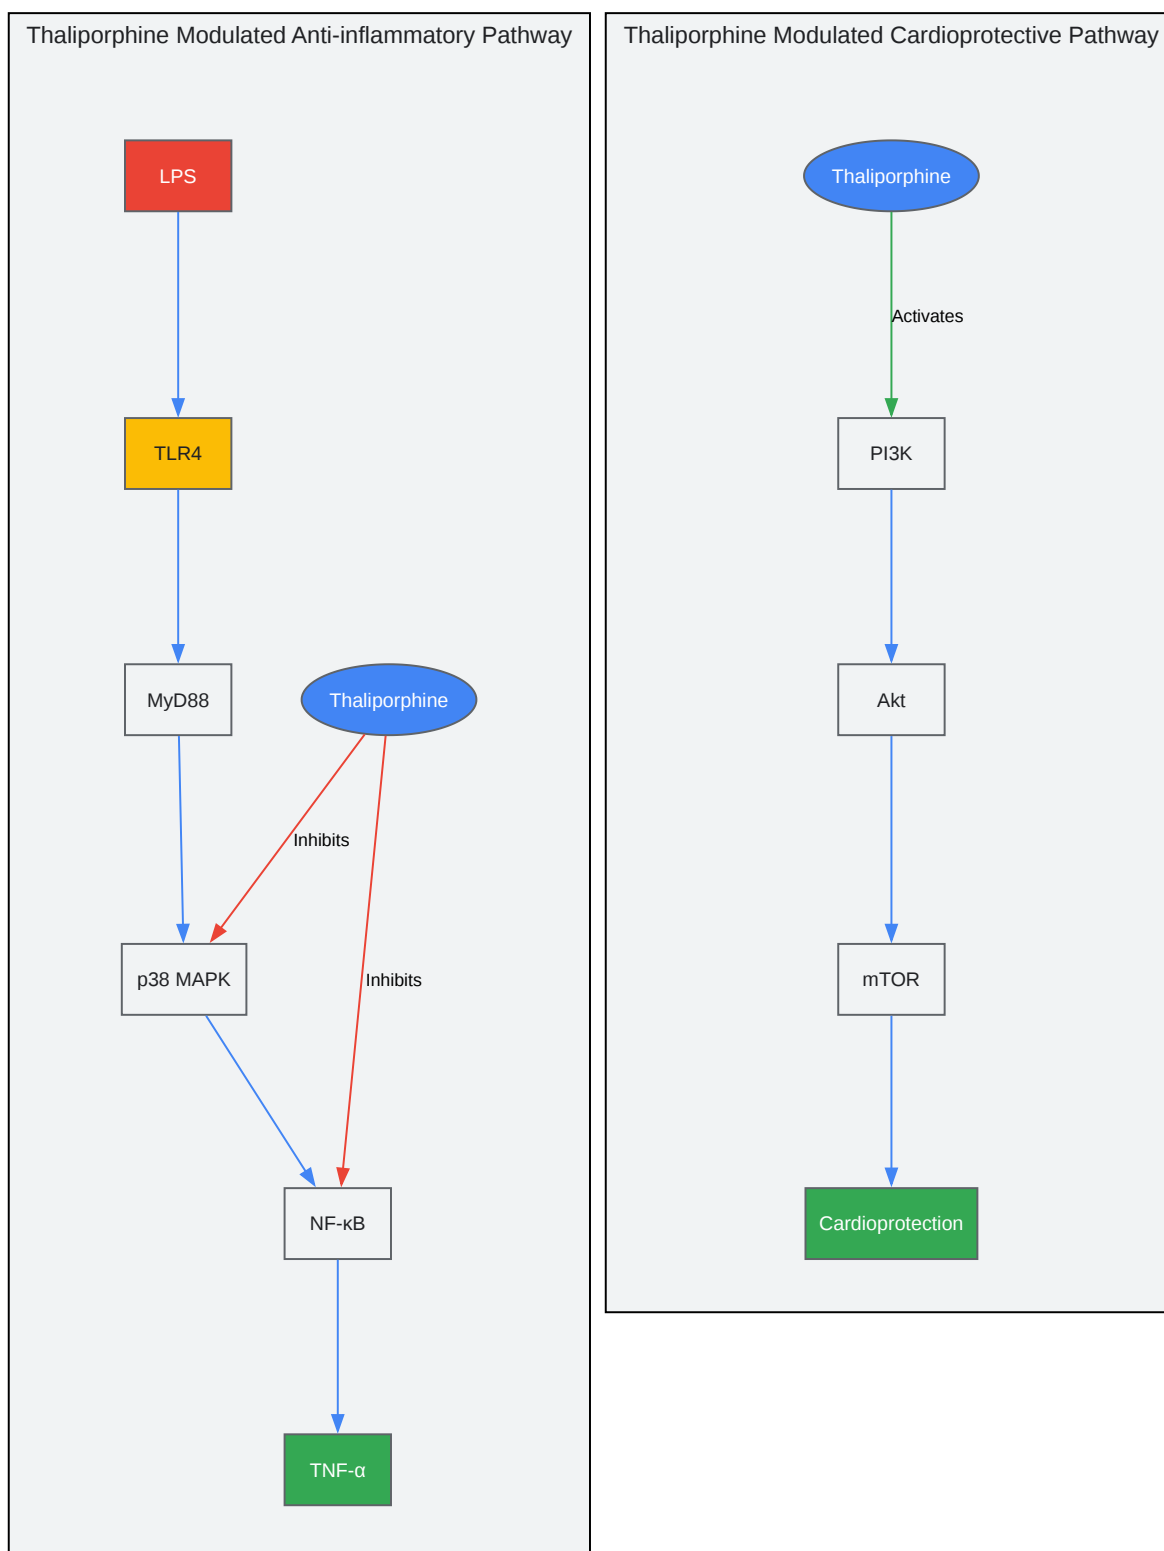 Thaliporphine Modulated Anti-inflammatory Pathway
LPS
TLR4
MyD88
Thaliporphine
Inhibits
p38 MAPK
Inhibits
NF-κB
TNF-α
Thaliporphine Modulated Cardioprotective Pathway
Thaliporphine
Activates
PI3K
Akt
mTOR
Cardioprotection